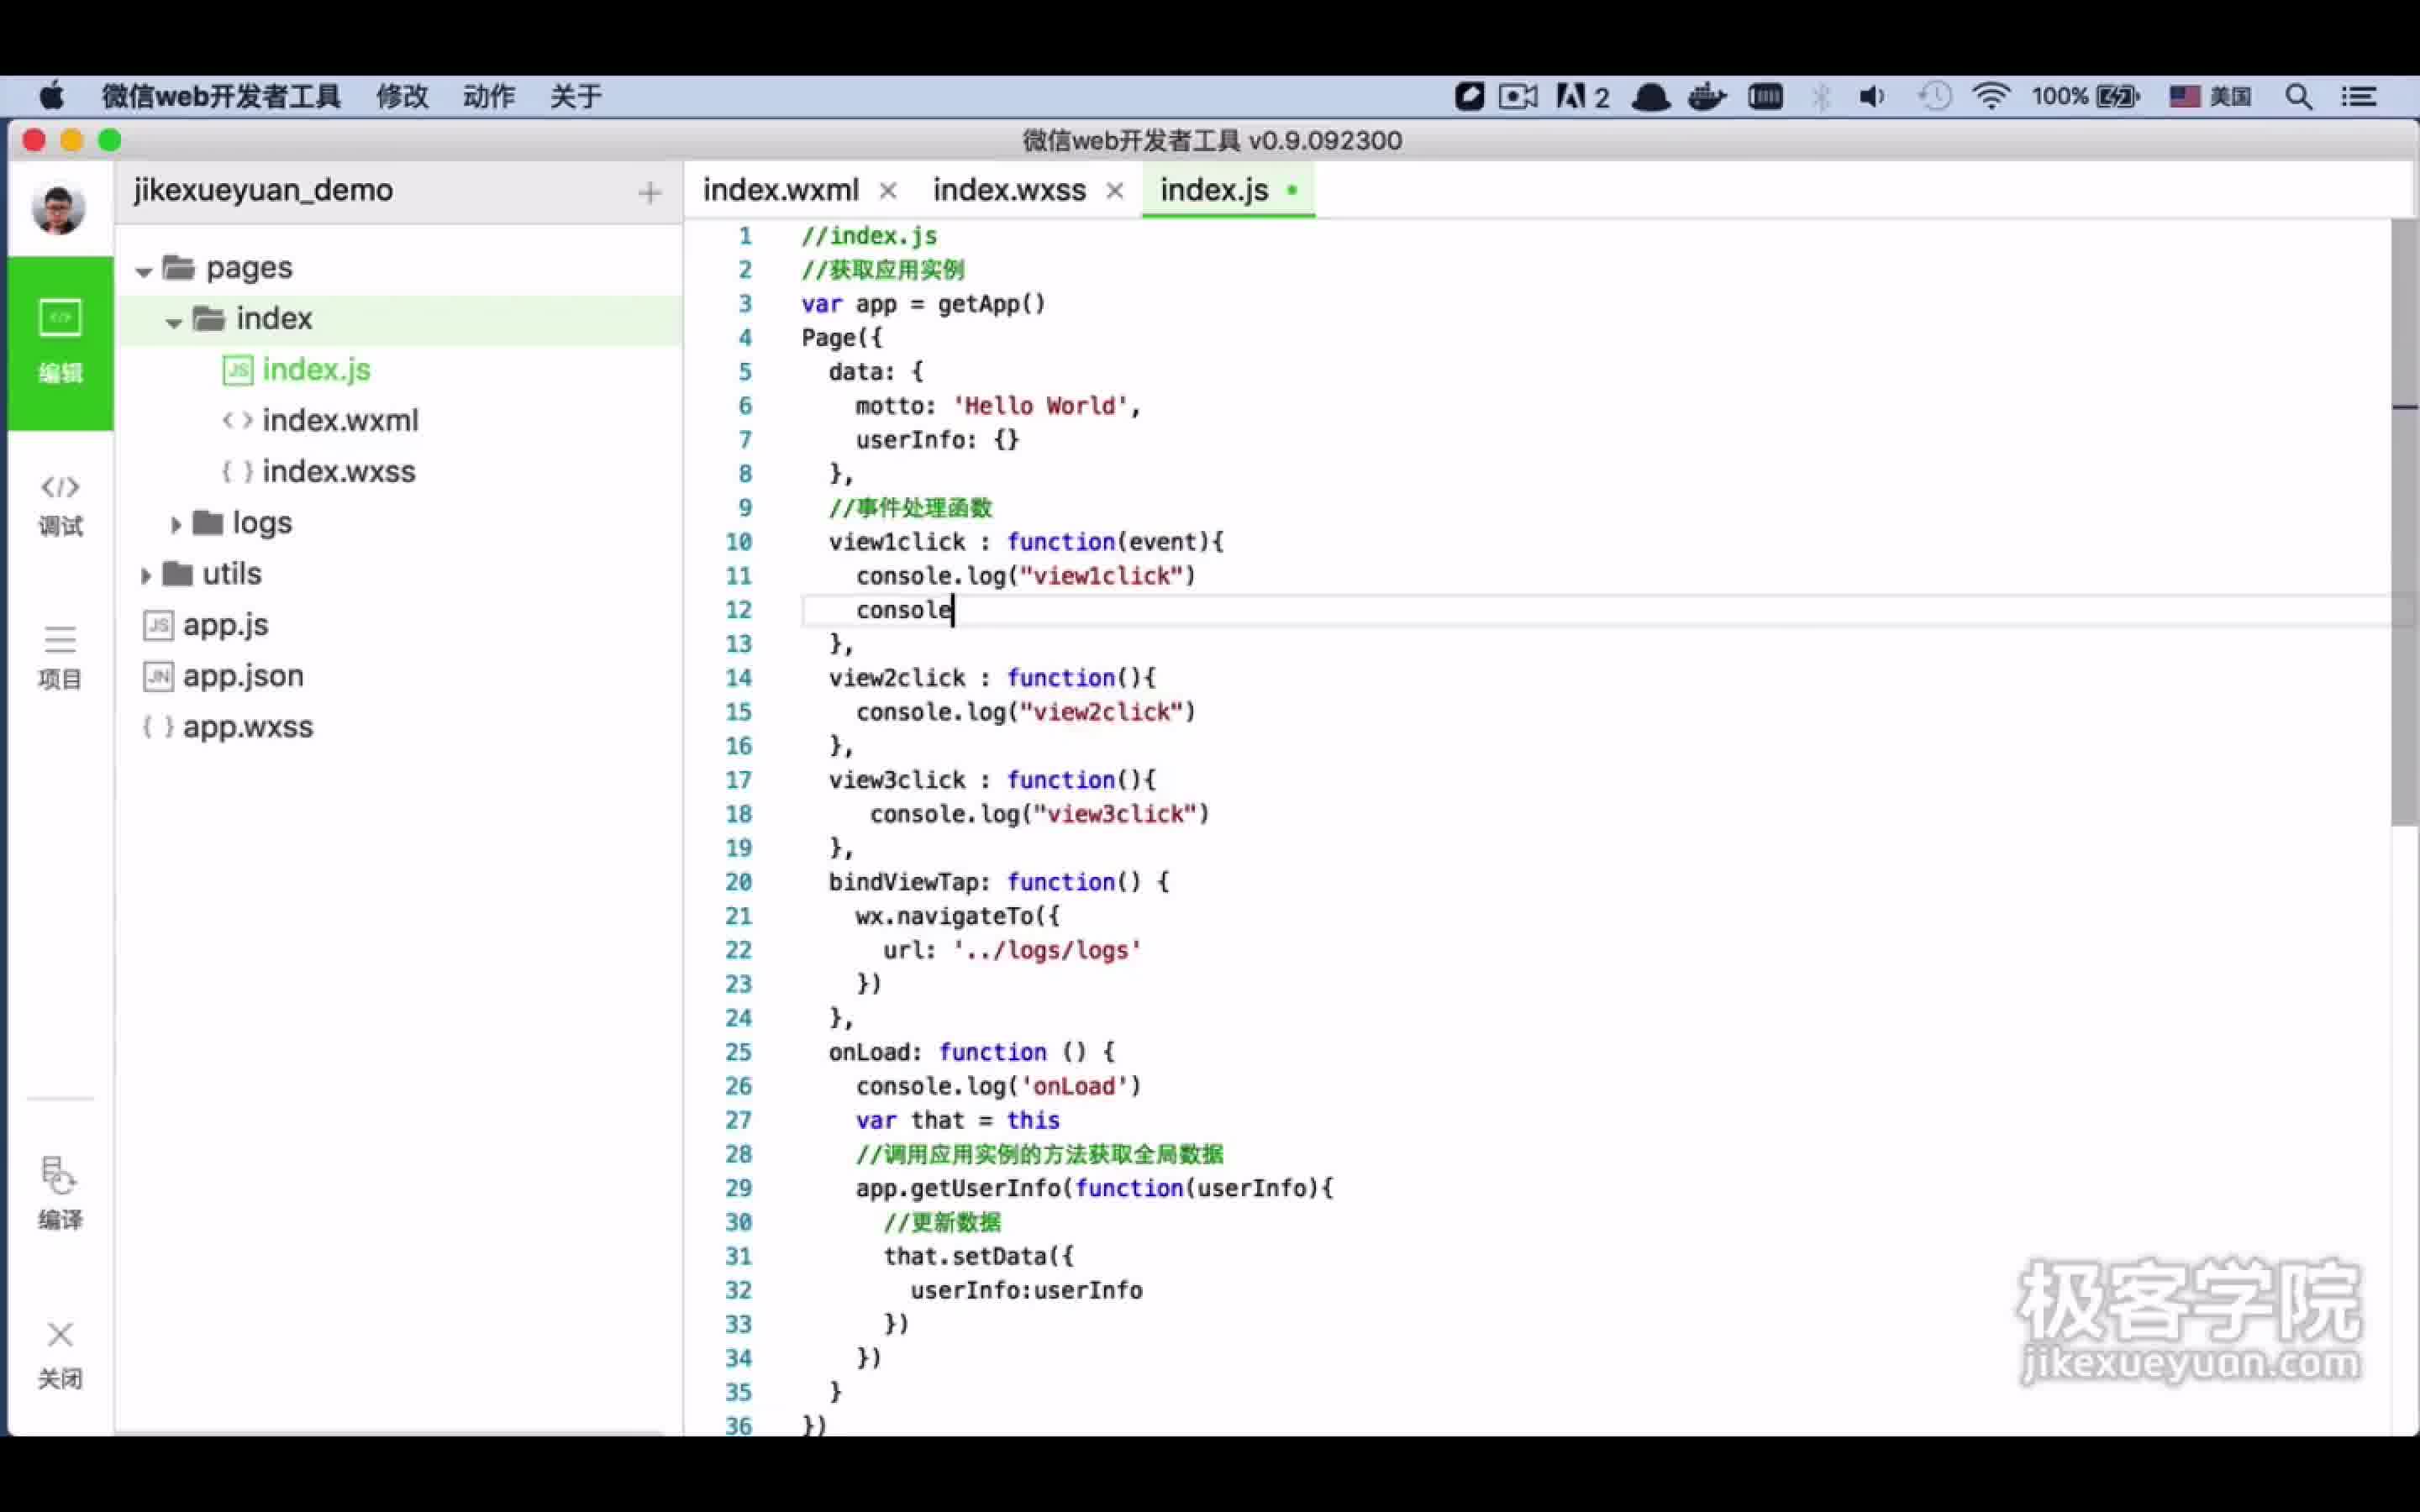 微信web开发者工具 修改 动作 关于 2 100% 美国
微信web开发者工具 v0.9.092300
jikexueyuan_demo +
index.wxml × index.wxss × index.js
编辑
调试
项目
编译
关闭
pages
index
JS index.js
<> index.wxml
{ } index.wxss
logs
utils
JS app.js
JN app.json
{ } app.wxss
1 //index.js
2 //获取应用实例
3 var app = getApp()
4 Page({
5 data: {
6 motto: 'Hello World',
7 userInfo: {}
8 },
9 //事件处理函数
10 view1click : function(event){
11 console.log("view1click")
12 console
13 },
14 view2click : function(){
15 console.log("view2click")
16 },
17 view3click : function(){
18 console.log("view3click")
19 },
20 bindViewTap: function() {
21 wx.navigateTo({
22 url: '../logs/logs'
23 })
24 },
25 onLoad: function () {
26 console.log('onLoad')
27 var that = this
28 //调用应用实例的方法获取全局数据
29 app.getUserInfo(function(userInfo){
30 //更新数据
31 that.setData({
32 userInfo:userInfo
33 })
34 })
35 }
36 })
极客学院
jikexueyuan.com